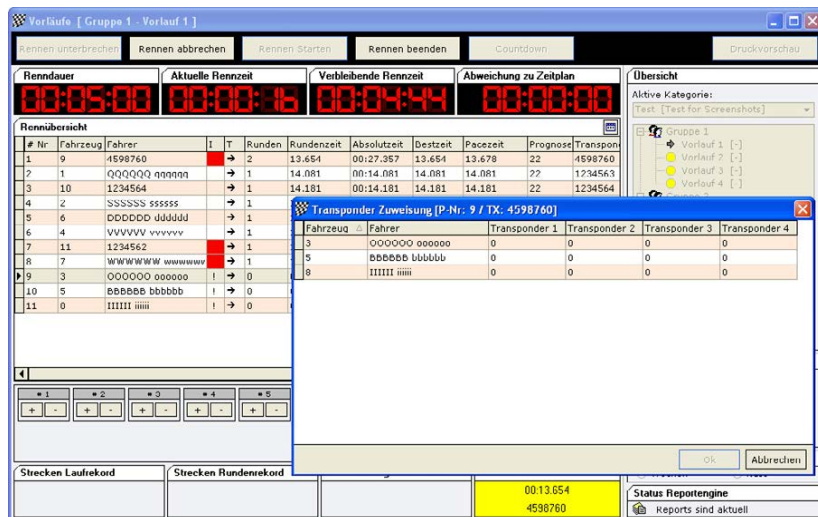 Vorläufe [ Gruppe 1 - Vorlauf 1 ]
Rennen unterbrechen Rennen abbrechen Rennen Starten Rennen beenden Countdown Druckvorschau
Renndauer Aktuelle Rennzeit Verbleibende Rennzeit Abweichung zu Zeitplan Übersicht
00:05:00 00:00:16 00:04:44 00:00:00
Aktive Kategorie:
Test [Test for Screenshots]
Rennübersicht
# Nr Fahrzeug Fahrer I T Runden Rundenzeit Absolutzeit Bestzeit Pacezeit Prognose Transpon
1 9 4598760 2 13.654 00:27.357 13.654 13.678 22 4598760
2 1 QQQQQQ qqqqqq 1 14.081 00:14.081 14.081 14.081 22 1234563
3 10 1234564 1 14.181 00:14.181 14.181 14.181 22 1234564
4 2 SSSSSS ssssss 1
5 6 DDDDDD dddddd 1
6 4 VVVVVV vvvvvv 1
7 11 1234562 1
8 7 WWWWWW wwwwww 1
9 3 OOOOOO oooooo ! 0
10 5 BBBBBB bbbbbb ! 0
11 0 IIIIII iiiiii ! 0
Gruppe 1
Vorlauf 1 [-]
Vorlauf 2 [-]
Vorlauf 3 [-]
Vorlauf 4 [-]
Transponder Zuweisung [P-Nr: 9 / TX: 4598760]
Fahrzeug Fahrer Transponder 1 Transponder 2 Transponder 3 Transponder 4
3 OOOOOO oooooo 0 0 0 0
5 BBBBBB bbbbbb 0 0 0 0
8 IIIIII iiiiii 0 0 0 0
Ok Abbrechen
# 1 # 2 # 3 # 4 # 5
+ - + - + - + - + -
Strecken Laufrekord Strecken Rundenrekord
00:13.654
4598760
Status Reportengine
Reports sind aktuell